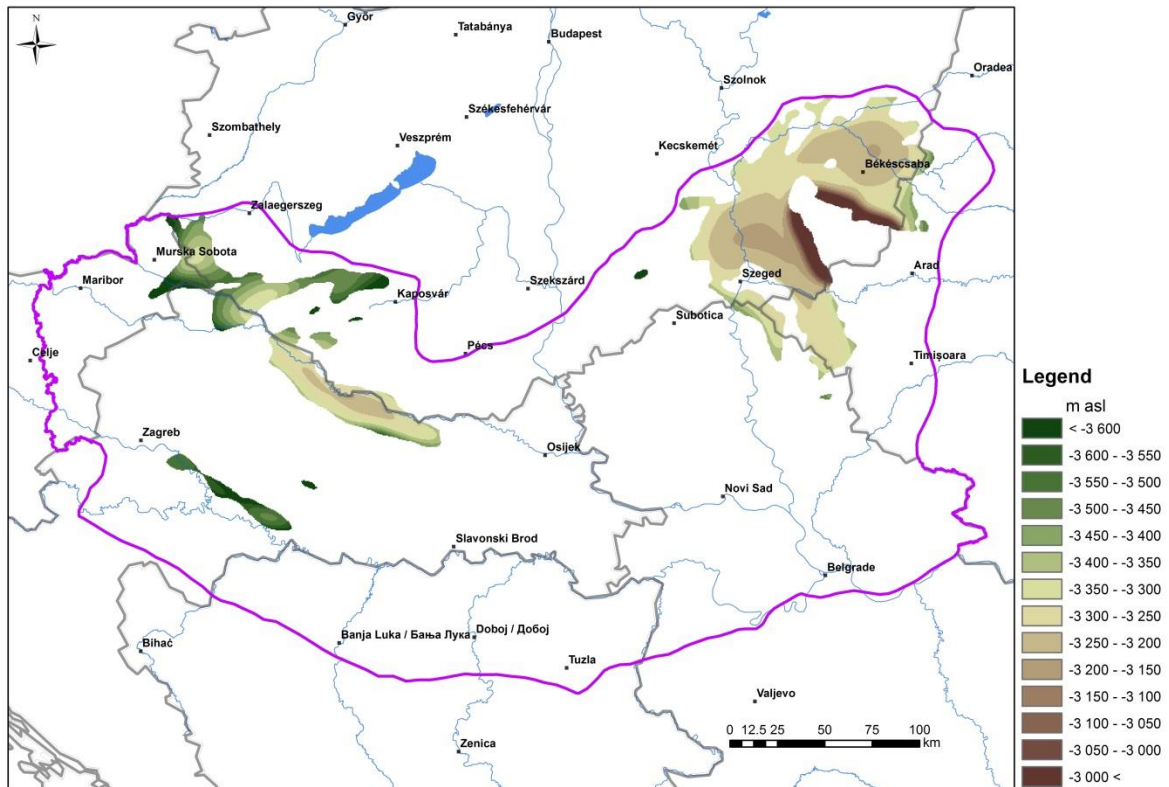 N
Győr
Tatabánya
Budapest
Oradea
Szolnok
Székesfehérvár
Szombathely
Veszprém
Kecskemét
Békéscsaba
Zalaegerszeg
Murska Sobota
Maribor
Kaposvár
Szekszárd
Szeged
Arad
Subotica
Celje
Pécs
Timișoara
Zagreb
Osijek
Novi Sad
Slavonski Brod
Belgrade
Bihać
Banja Luka / Бања Лука
Doboj / Добој
Tuzla
Valjevo
Zenica
0 12.5 25 50 75 100
km
Legend
m asl
< -3 600
-3 600 - -3 550
-3 550 - -3 500
-3 500 - -3 450
-3 450 - -3 400
-3 400 - -3 350
-3 350 - -3 300
-3 300 - -3 250
-3 250 - -3 200
-3 200 - -3 150
-3 150 - -3 100
-3 100 - -3 050
-3 050 - -3 000
-3 000 <